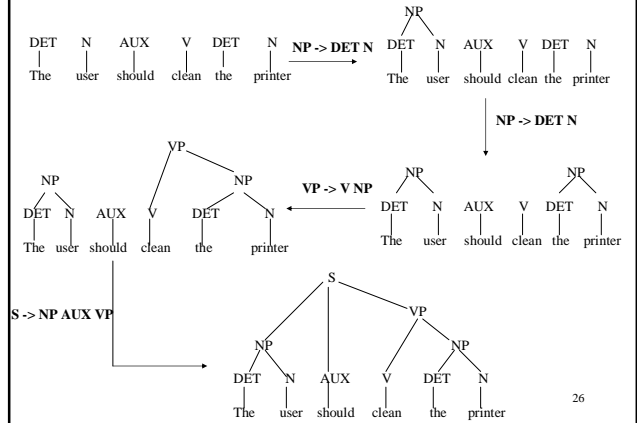 NP
DET N AUX V DET N NP -> DET N DET N AUX V DET N
The user should clean the printer The user should clean the printer
NP -> DET N
VP
NP NP VP -> V NP NP NP
DET N AUX V DET N DET N AUX V DET N
The user should clean the printer The user should clean the printer
S
S -> NP AUX VP VP
NP NP
DET N AUX V DET N
The user should clean the printer
26